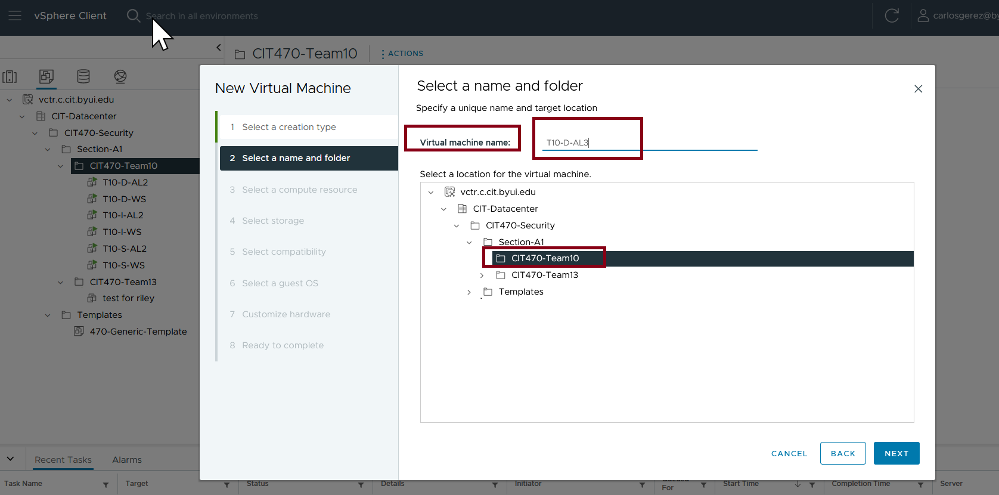 vSphere Client
Search in all environments
carlosgerez@by
CIT470-Team10
ACTIONS
vctr.c.cit.byui.edu
CIT-Datacenter
CIT470-Security
Section-A1
CIT470-Team10
T10-D-AL2
T10-D-WS
T10-I-AL2
T10-I-WS
T10-S-AL2
T10-S-WS
CIT470-Team13
test for riley
Templates
470-Generic-Template
New Virtual Machine
1 Select a creation type
2 Select a name and folder
3 Select a compute resource
4 Select storage
5 Select compatibility
6 Select a guest OS
7 Customize hardware
8 Ready to complete
Select a name and folder
Specify a unique name and target location
Virtual machine name:
T10-D-AL3
Select a location for the virtual machine.
vctr.c.cit.byui.edu
CIT-Datacenter
CIT470-Security
Section-A1
CIT470-Team10
CIT470-Team13
Templates
CANCEL
BACK
NEXT
Recent Tasks
Alarms
Task Name
Target
Status
Details
Initiator
Queued
For
Start Time
Completion Time
Server